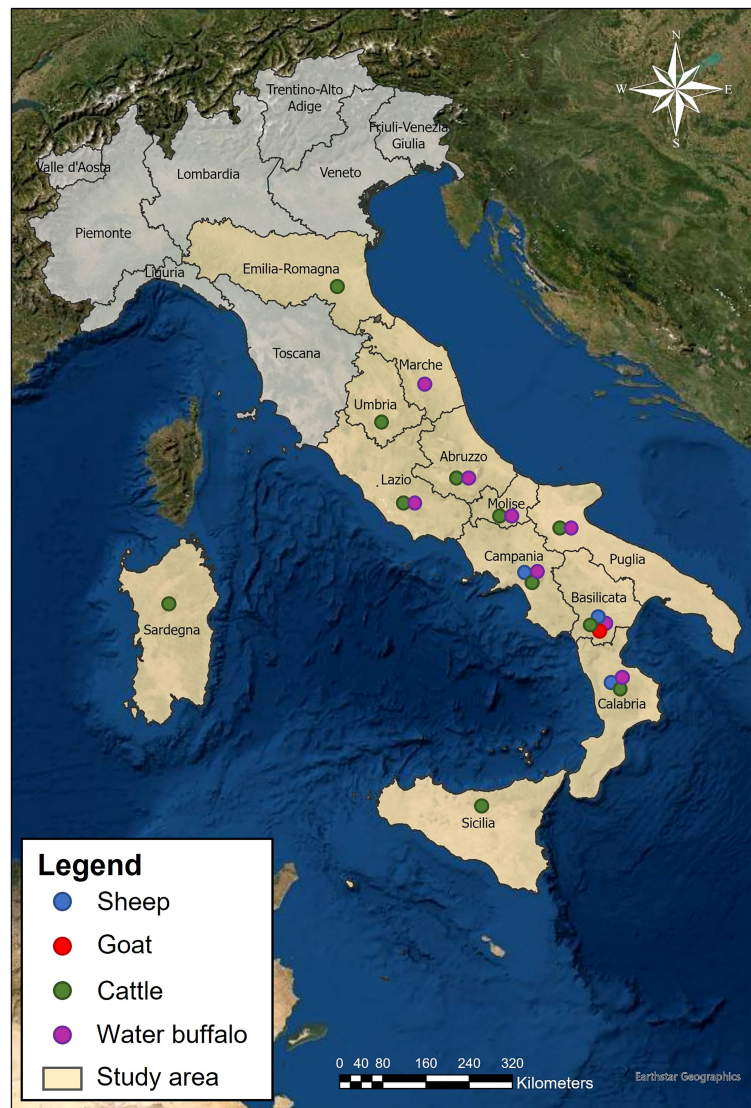 N
W
E
S
Trentino-Alto
Adige
Friuli-Venezia
Giulia
Valle d'Aosta
Lombardia
Veneto
Piemonte
Liguria
Emilia-Romagna
Toscana
Marche
Umbria
Abruzzo
Lazio
Molise
Campania
Puglia
Basilicata
Sardegna
Calabria
Sicilia
Legend
Sheep
Goat
Cattle
Water buffalo
Study area
0 40 80 160 240 320
Kilometers
Earthstar Geographics